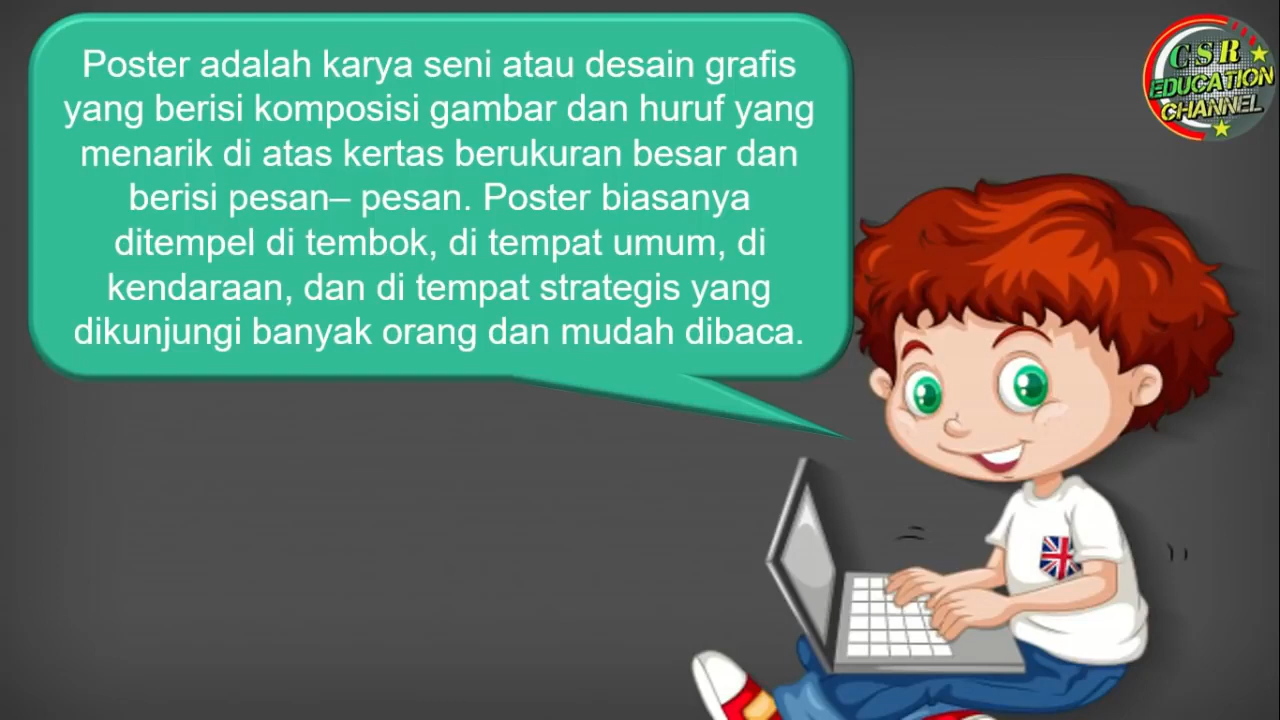 Poster adalah karya seni atau desain grafis
yang berisi komposisi gambar dan huruf yang
menarik di atas kertas berukuran besar dan
berisi pesan– pesan. Poster biasanya
ditempel di tembok, di tempat umum, di
kendaraan, dan di tempat strategis yang
dikunjungi banyak orang dan mudah dibaca.
CSR
EDUCATION
CHANNEL